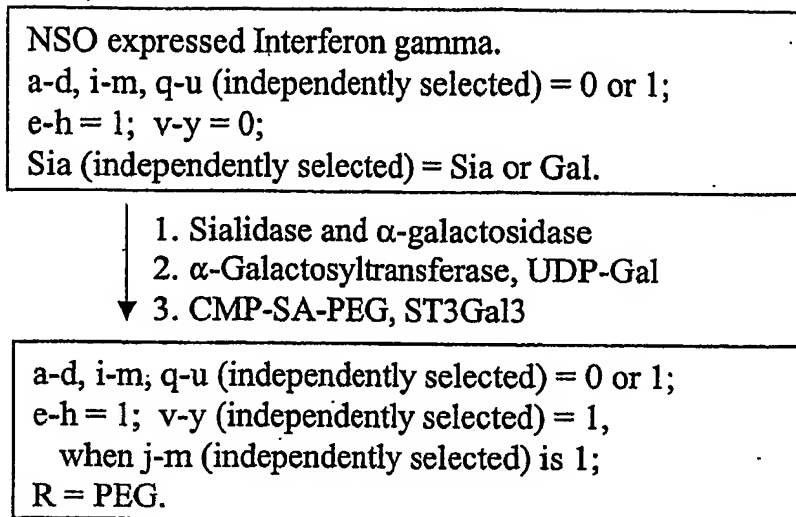 NSO expressed Interferon gamma.
a-d, i-m, q-u (independently selected) = 0 or 1;
e-h = 1; v-y = 0;
Sia (independently selected) = Sia or Gal.
1. Sialidase and α-galactosidase
2. α-Galactosyltransferase, UDP-Gal
3. CMP-SA-PEG, ST3Gal3
a-d, i-m, q-u (independently selected) = 0 or 1;
e-h = 1; v-y (independently selected) = 1,
when j-m (independently selected) is 1;
R = PEG.